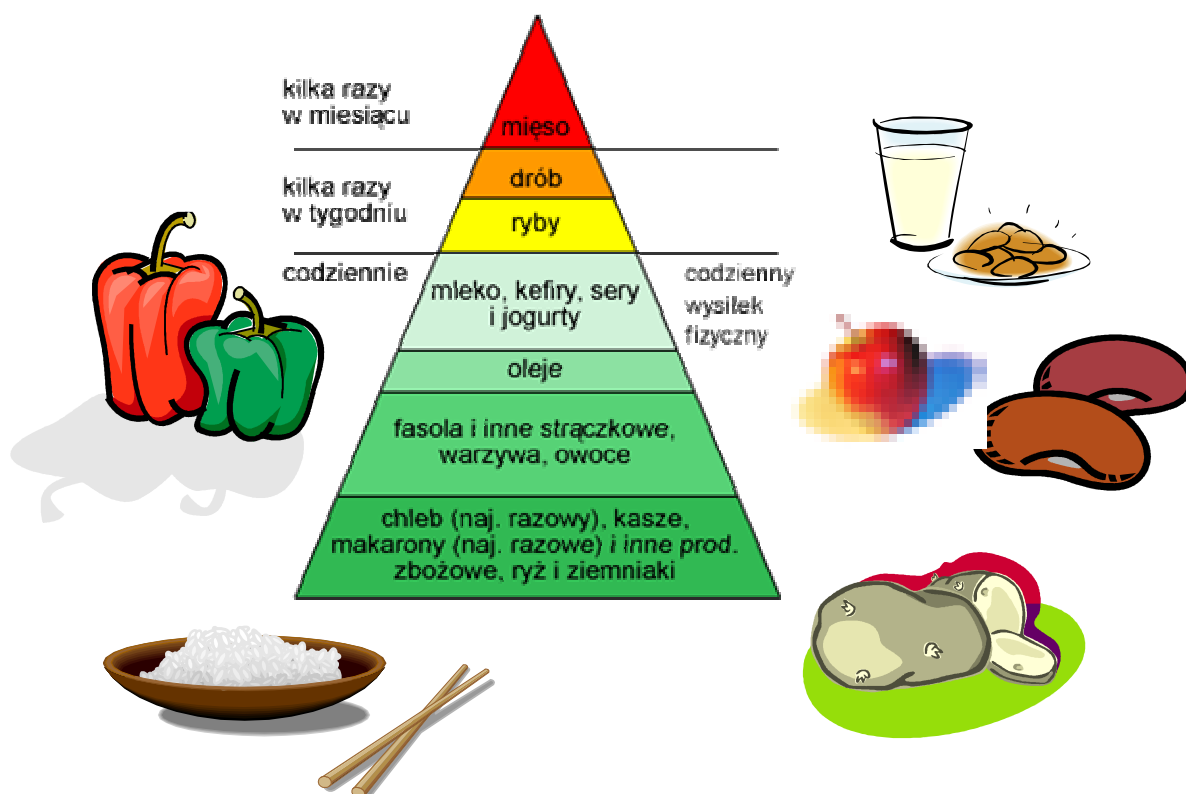 kilka razy
w miesiącu
mięso
kilka razy
w tygodniu
drób
ryby
codziennie
mleko, kefiry, sery
i jogurty
codzienny
wysiłek
fizyczny
oleje
fasola i inne strączkowe,
warzywa, owoce
chleb (naj. razowy), kasze,
makarony (naj. razowe) i inne prod.
zbożowe, ryż i ziemniaki